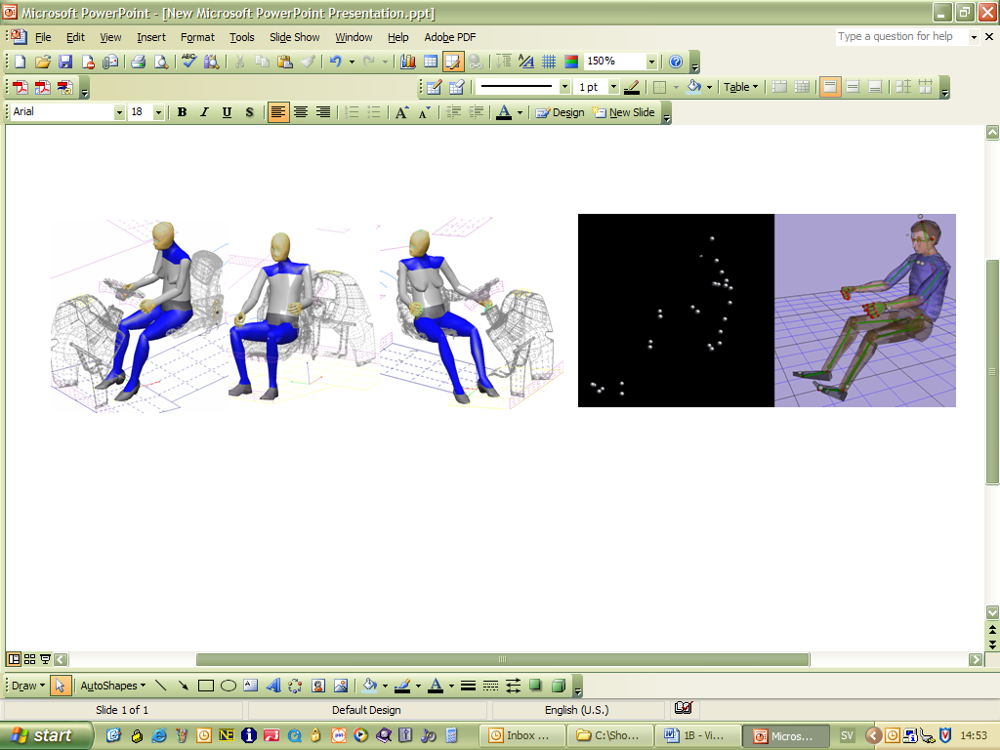 Microsoft PowerPoint - [New Microsoft PowerPoint Presentation.ppt]
File Edit View Insert Format Tools Slide Show Window Help Adobe PDF Type a question for help
150%
1 pt Table
Arial 18 B I U S A A A Design New Slide
Draw AutoShapes A
Slide 1 of 1 Default Design English (U.S.)
start Inbox ... C:\Sho... 1B - Vi... Micros... SV 14:53